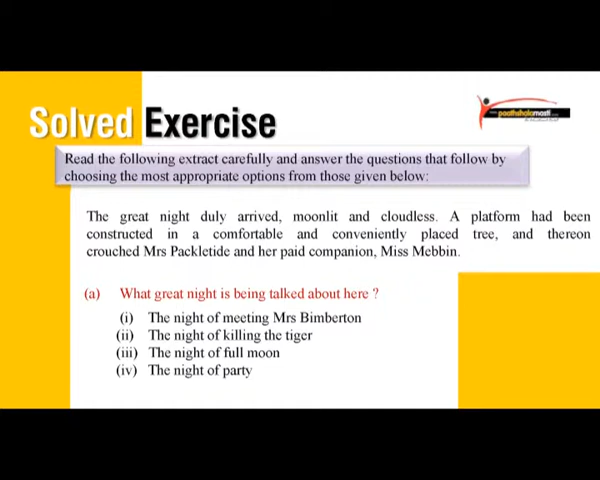 paathshalamasti
Solved Exercise
Read the following extract carefully and answer the questions that follow by
choosing the most appropriate options from those given below:
The great night duly arrived, moonlit and cloudless. A platform had been
constructed in a comfortable and conveniently placed tree, and thereon
crouched Mrs Packletide and her paid companion, Miss Mebbin.
(a) What great night is being talked about here ?
(i) The night of meeting Mrs Bimberton
(ii) The night of killing the tiger
(iii) The night of full moon
(iv) The night of party